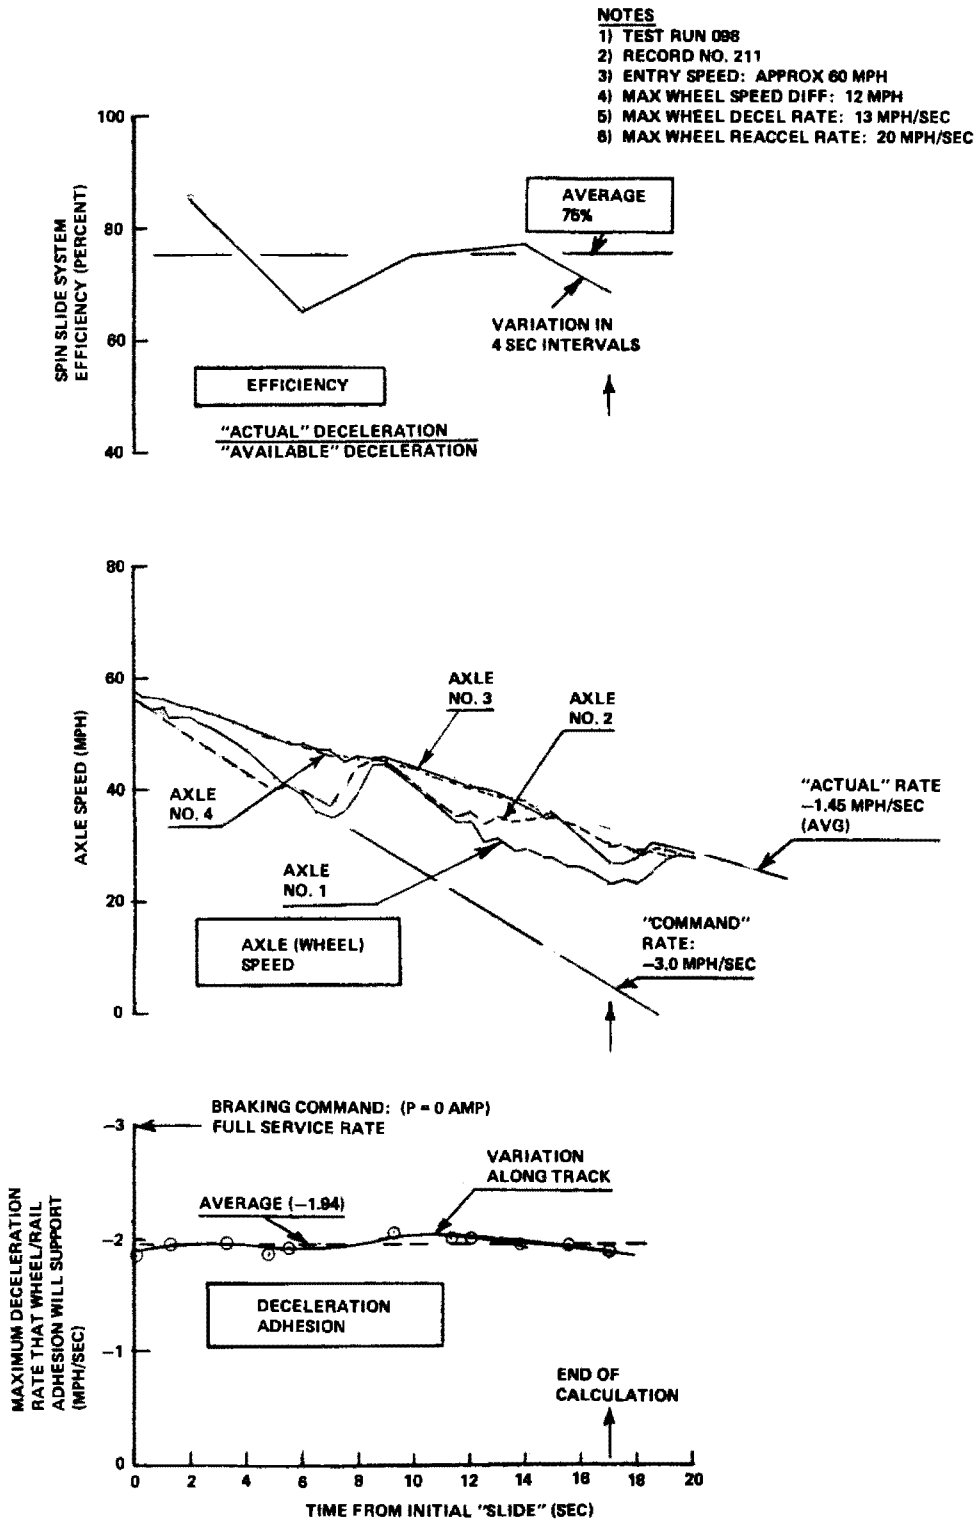 NOTES
1) TEST RUN 098
2) RECORD NO. 211
3) ENTRY SPEED: APPROX 60 MPH
4) MAX WHEEL SPEED DIFF: 12 MPH
5) MAX WHEEL DECEL RATE: 13 MPH/SEC
6) MAX WHEEL REACCEL RATE: 20 MPH/SEC
100
80
60
40
SPIN SLIDE SYSTEM
EFFICIENCY (PERCENT)
AVERAGE
75%
VARIATION IN
4 SEC INTERVALS
EFFICIENCY
"ACTUAL" DECELERATION
"AVAILABLE" DECELERATION
80
60
40
20
0
AXLE SPEED (MPH)
AXLE
NO. 3
AXLE
NO. 2
AXLE
NO. 4
AXLE
NO. 1
"ACTUAL" RATE
−1.45 MPH/SEC
(AVG)
"COMMAND"
RATE:
−3.0 MPH/SEC
AXLE (WHEEL)
SPEED
BRAKING COMMAND: (P = 0 AMP)
FULL SERVICE RATE
−3
−2
−1
0
MAXIMUM DECELERATION
RATE THAT WHEEL/RAIL
ADHESION WILL SUPPORT
(MPH/SEC)
VARIATION
ALONG TRACK
AVERAGE (−1.94)
DECELERATION
ADHESION
END OF
CALCULATION
0 2 4 6 8 10 12 14 16 18 20
TIME FROM INITIAL "SLIDE" (SEC)